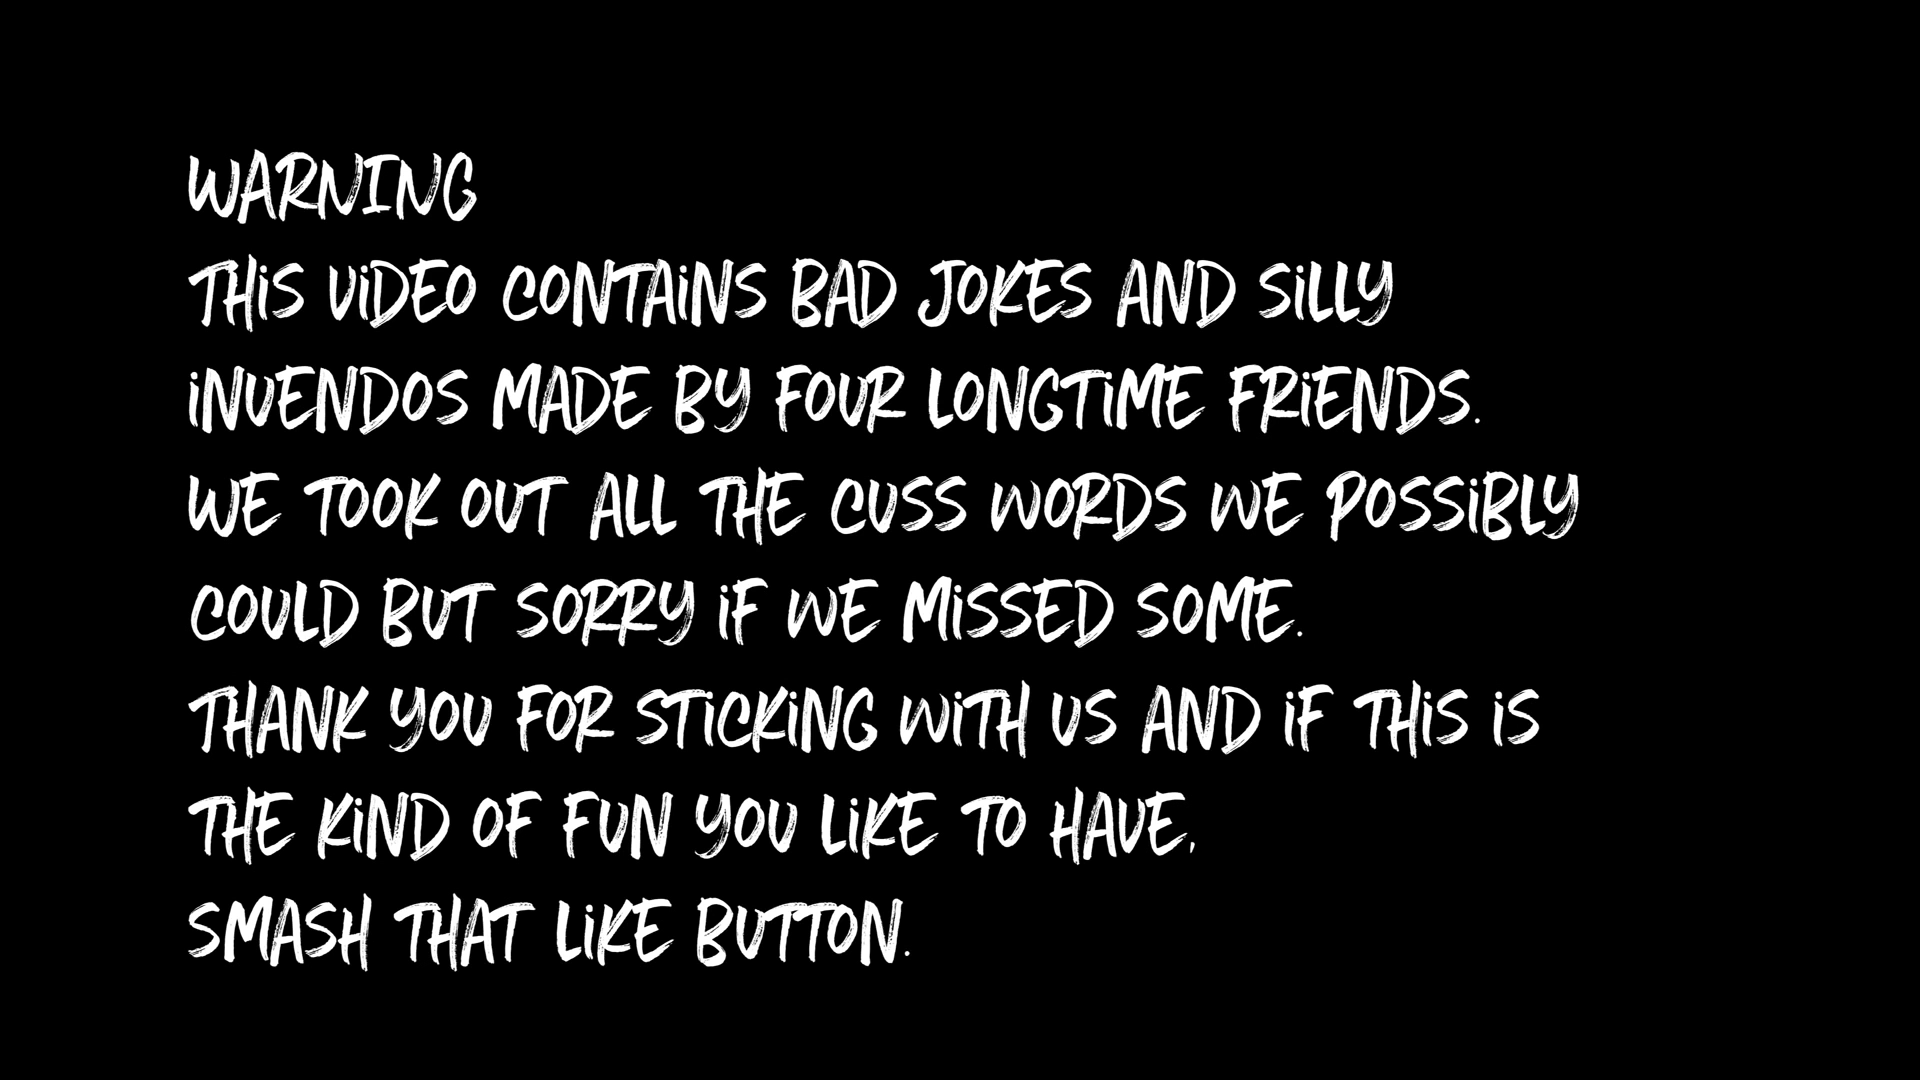 WARNING
THIS VIDEO CONTAINS BAD JOKES AND SILLY
INUENDOS MADE BY FOUR LONGTIME FRIENDS.
WE TOOK OUT ALL THE CUSS WORDS WE POSSIBLY
COULD BUT SORRY IF WE MISSED SOME.
THANK YOU FOR STICKING WITH US AND IF THIS IS
THE KIND OF FUN YOU LIKE TO HAVE,
SMASH THAT LIKE BUTTON.